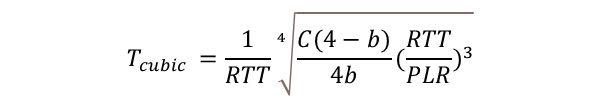 T_cubic = 1/RTT ⁴√(C(4 − b)/4b (RTT/PLR)³)